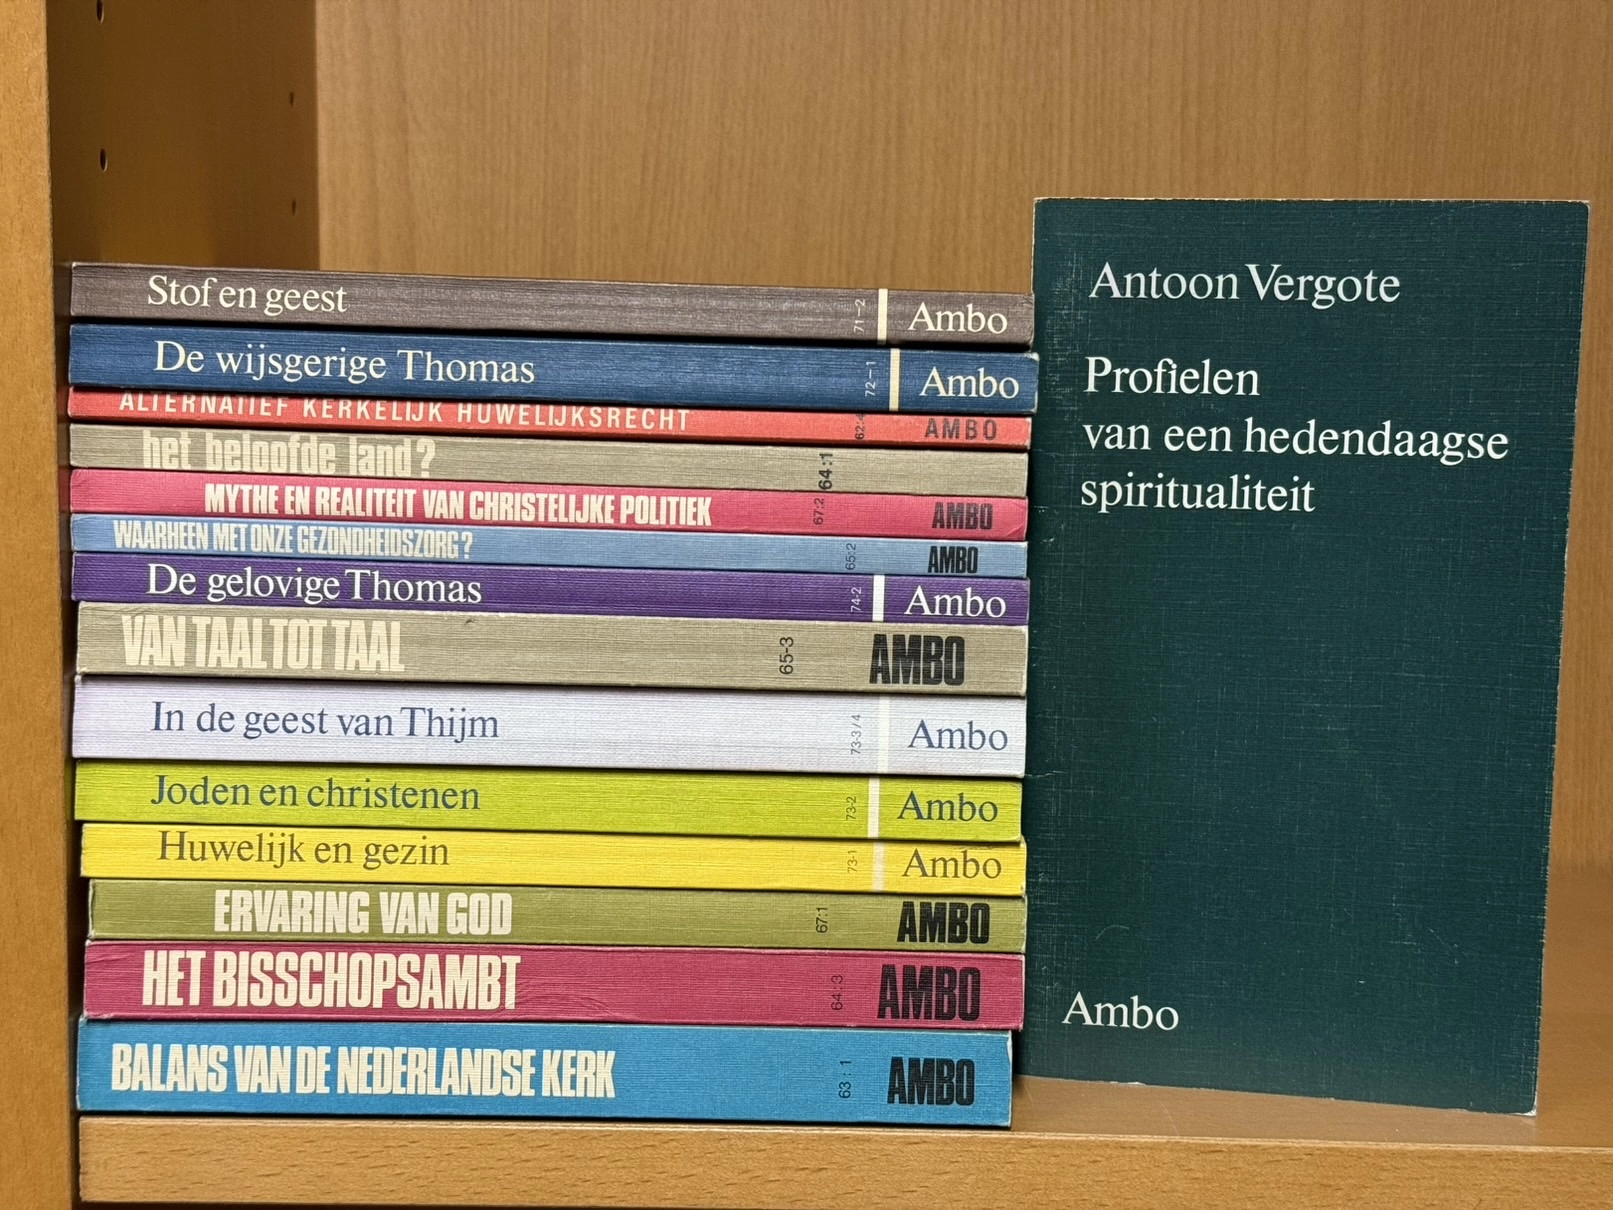 Stof en geest 71-2 Ambo
De wijsgerige Thomas 72-1 Ambo
ALTERNATIEF KERKELIJK HUWELIJKSRECHT 62:4 AMBO
het beloofde land? 64:1
MYTHE EN REALITEIT VAN CHRISTELIJKE POLITIEK 67:2 AMBO
WAARHEEN MET ONZE GEZONDHEIDSZORG? 65:2 AMBO
De gelovige Thomas 74-2 Ambo
VAN TAAL TOT TAAL 65-3 AMBO
In de geest van Thijm 73-3/4 Ambo
Joden en christenen 73-2 Ambo
Huwelijk en gezin 73-1 Ambo
ERVARING VAN GOD 67:1 AMBO
HET BISSCHOPSAMBT 64:3 AMBO
BALANS VAN DE NEDERLANDSE KERK 63:1 AMBO
Antoon Vergote
Profielen
van een hedendaagse
spiritualiteit
Ambo